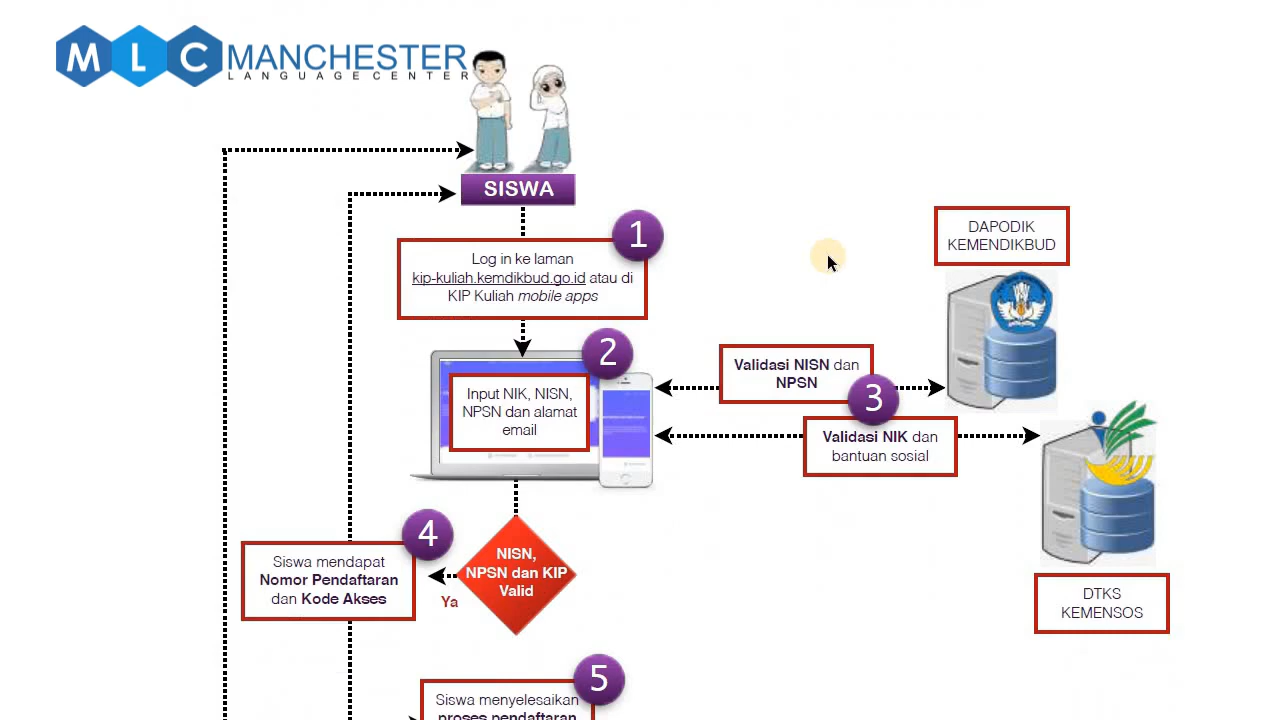 MLC MANCHESTER
LANGUAGE CENTER
SISWA
1
Log in ke laman
kip-kuliah.kemdikbud.go.id atau di
KIP Kuliah mobile apps
DAPODIK
KEMENDIKBUD
2
Input NIK, NISN,
NPSN dan alamat
email
Validasi NISN dan
NPSN
3
Validasi NIK dan
bantuan sosial
4
Siswa mendapat
Nomor Pendaftaran
dan Kode Akses
NISN,
NPSN dan KIP
Valid
Ya
DTKS
KEMENSOS
5
Siswa menyelesaikan
proses pendaftaran